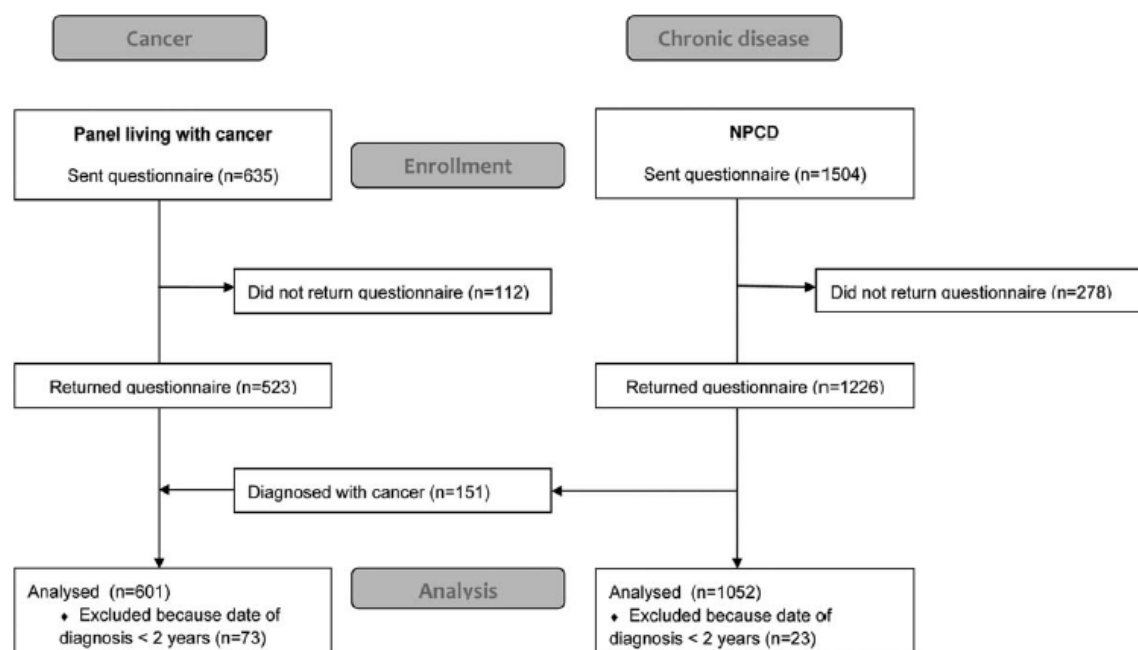 Cancer
Chronic disease
Panel living with cancer
Sent questionnaire (n=635)
Enrollment
NPCD
Sent questionnaire (n=1504)
Did not return questionnaire (n=112)
Did not return questionnaire (n=278)
Returned questionnaire (n=523)
Returned questionnaire (n=1226)
Diagnosed with cancer (n=151)
Analysed (n=601)
♦ Excluded because date of
diagnosis < 2 years (n=73)
Analysis
Analysed (n=1052)
♦ Excluded because date of
diagnosis < 2 years (n=23)